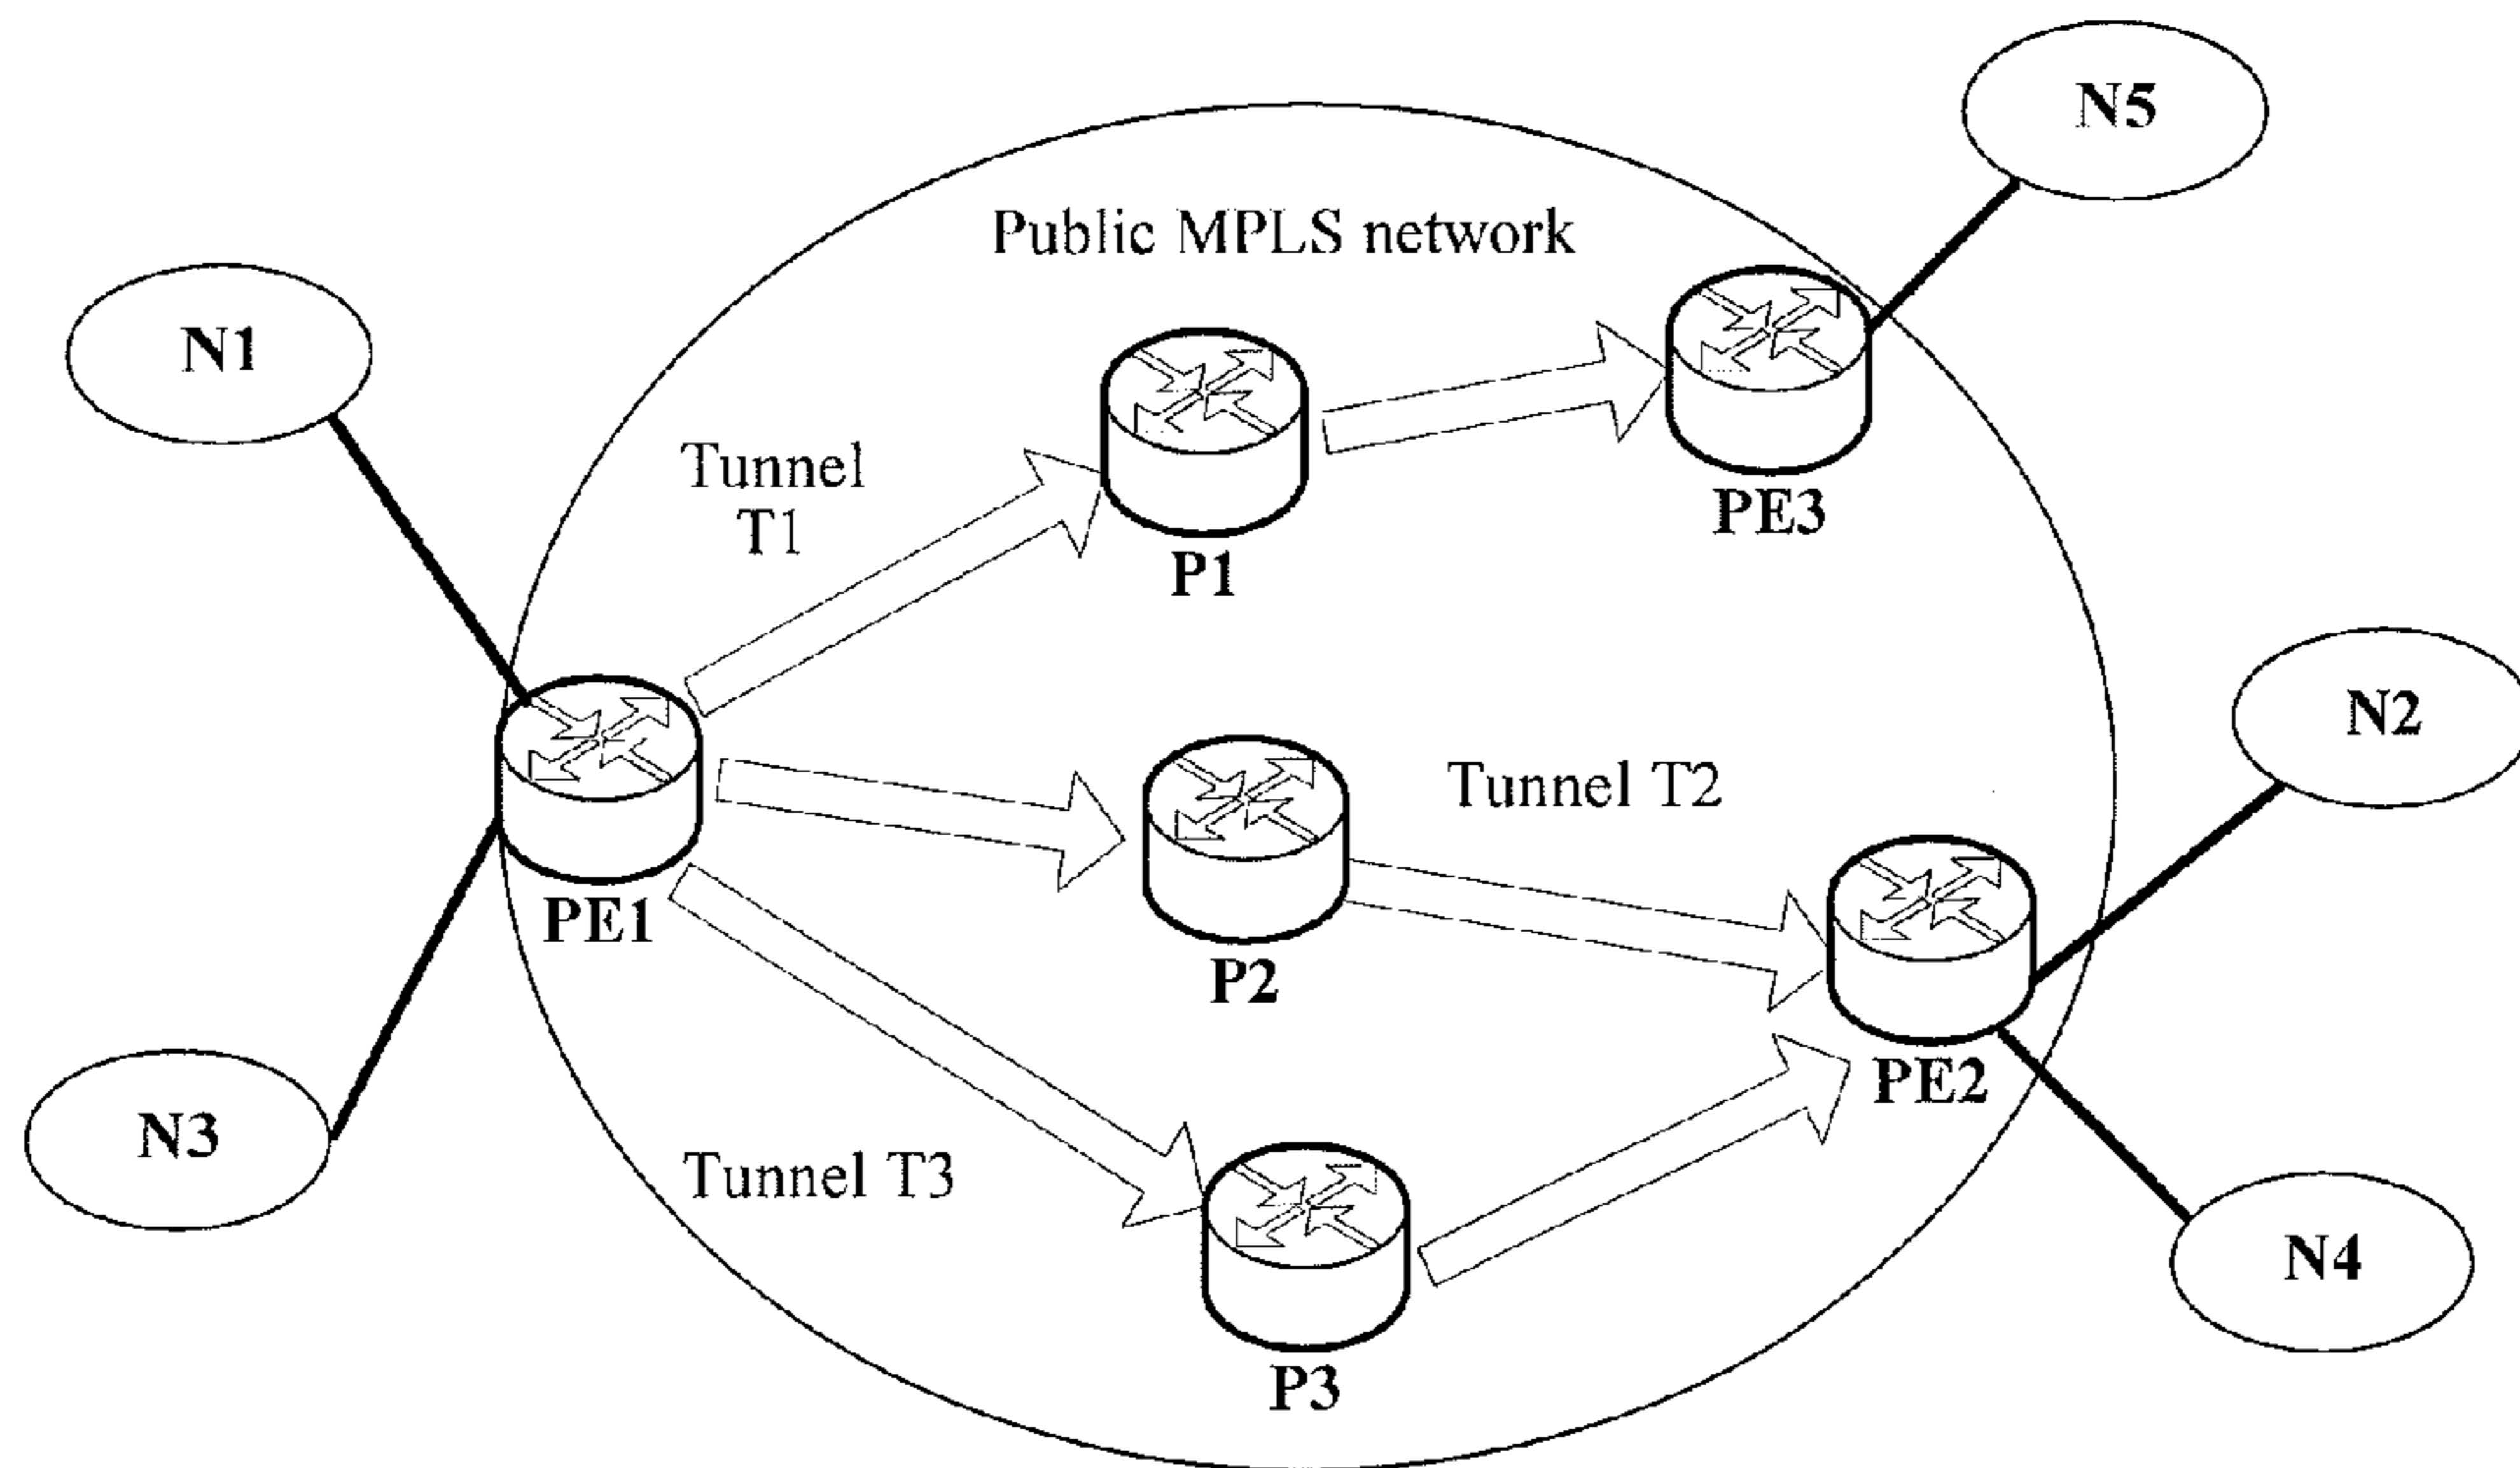 N5
Public MPLS network
N1
Tunnel
T1
PE3
P1
N2
Tunnel T2
PE1
P2
PE2
N3
Tunnel T3
N4
P3